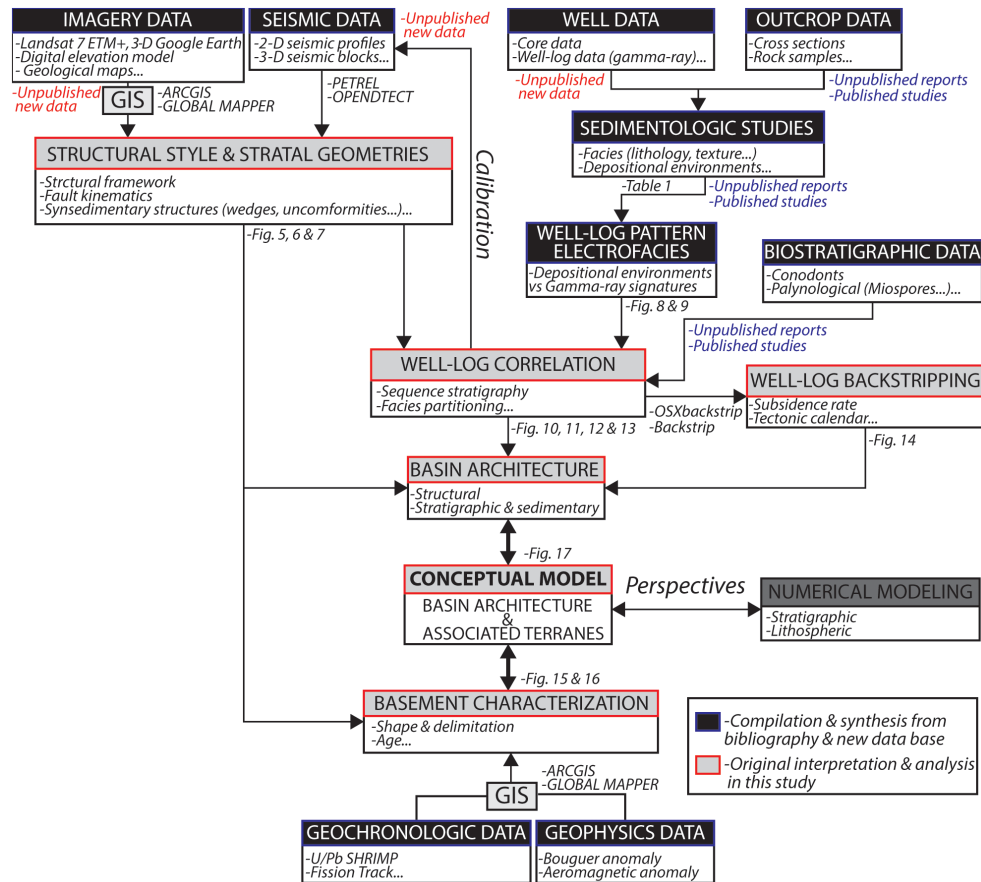 IMAGERY DATA
-Landsat 7 ETM+, 3-D Google Earth
-Digital elevation model
- Geological maps...
SEISMIC DATA
-2-D seismic profiles
-3-D seismic blocks...
-Unpublished
new data
WELL DATA
-Core data
-Well-log data (gamma-ray)...
OUTCROP DATA
-Cross sections
-Rock samples...
-Unpublished
new data
GIS
-ARCGIS
-GLOBAL MAPPER
-PETREL
-OPENDTECT
-Unpublished
new data
-Unpublished reports
-Published studies
SEDIMENTOLOGIC STUDIES
-Facies (lithology, texture...)
-Depositional environments...
STRUCTURAL STYLE & STRATAL GEOMETRIES
-Strctural framework
-Fault kinematics
-Synsedimentary structures (wedges, uncomformities...)...
Calibration
-Table 1
-Unpublished reports
-Published studies
-Fig. 5, 6 & 7
WELL-LOG PATTERN
ELECTROFACIES
-Depositional environments
vs Gamma-ray signatures
BIOSTRATIGRAPHIC DATA
-Conodonts
-Palynological (Miospores...)...
-Fig. 8 & 9
-Unpublished reports
-Published studies
WELL-LOG CORRELATION
-Sequence stratigraphy
-Facies partitioning...
WELL-LOG BACKSTRIPPING
-Subsidence rate
-Tectonic calendar...
-OSXbackstrip
-Backstrip
-Fig. 10, 11, 12 & 13
-Fig. 14
BASIN ARCHITECTURE
-Structural
-Stratigraphic & sedimentary
-Fig. 17
CONCEPTUAL MODEL
BASIN ARCHITECTURE
&
ASSOCIATED TERRANES
Perspectives
NUMERICAL MODELING
-Stratigraphic
-Lithospheric
-Fig. 15 & 16
BASEMENT CHARACTERIZATION
-Shape & delimitation
-Age...
-Compilation & synthesis from
bibliography & new data base
-Original interpretation & analysis
in this study
GIS
-ARCGIS
-GLOBAL MAPPER
GEOCHRONOLOGIC DATA
-U/Pb SHRIMP
-Fission Track...
GEOPHYSICS DATA
-Bouguer anomaly
-Aeromagnetic anomaly